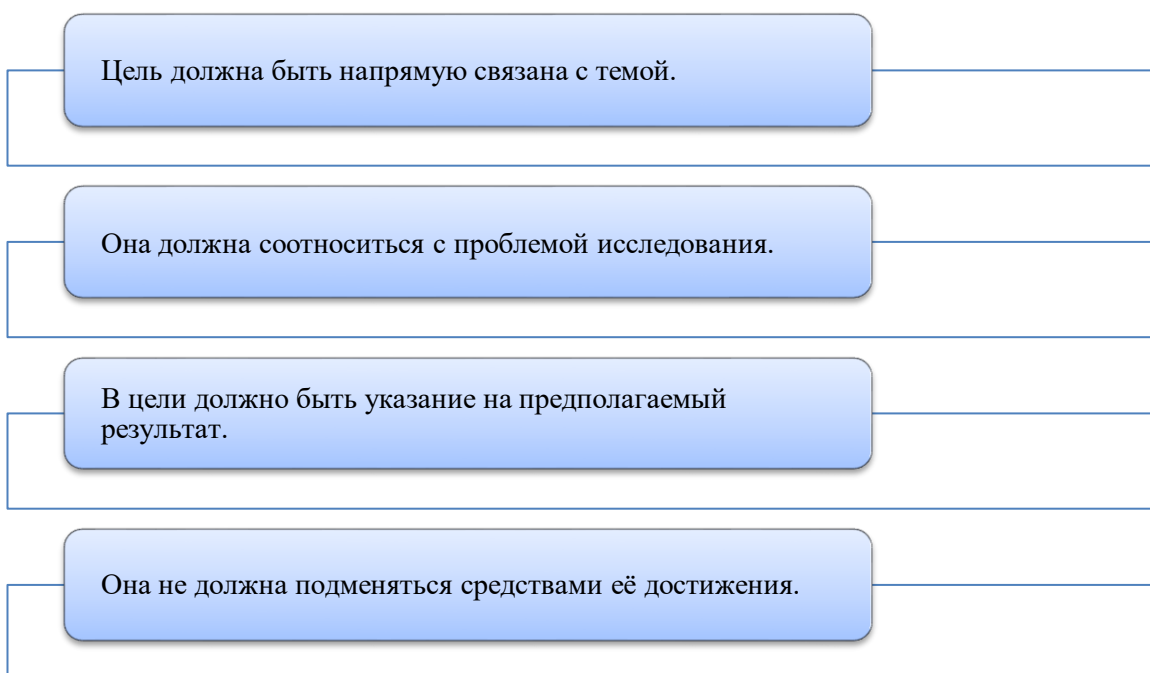 Цель должна быть напрямую связана с темой.
Она должна соотноситься с проблемой исследования.
В цели должно быть указание на предполагаемый
результат.
Она не должна подменяться средствами её достижения.